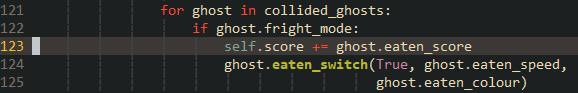 121 for ghost in collided_ghosts:
122 if ghost.fright_mode:
123 self.score += ghost.eaten_score
124 ghost.eaten_switch(True, ghost.eaten_speed,
125 ghost.eaten_colour)